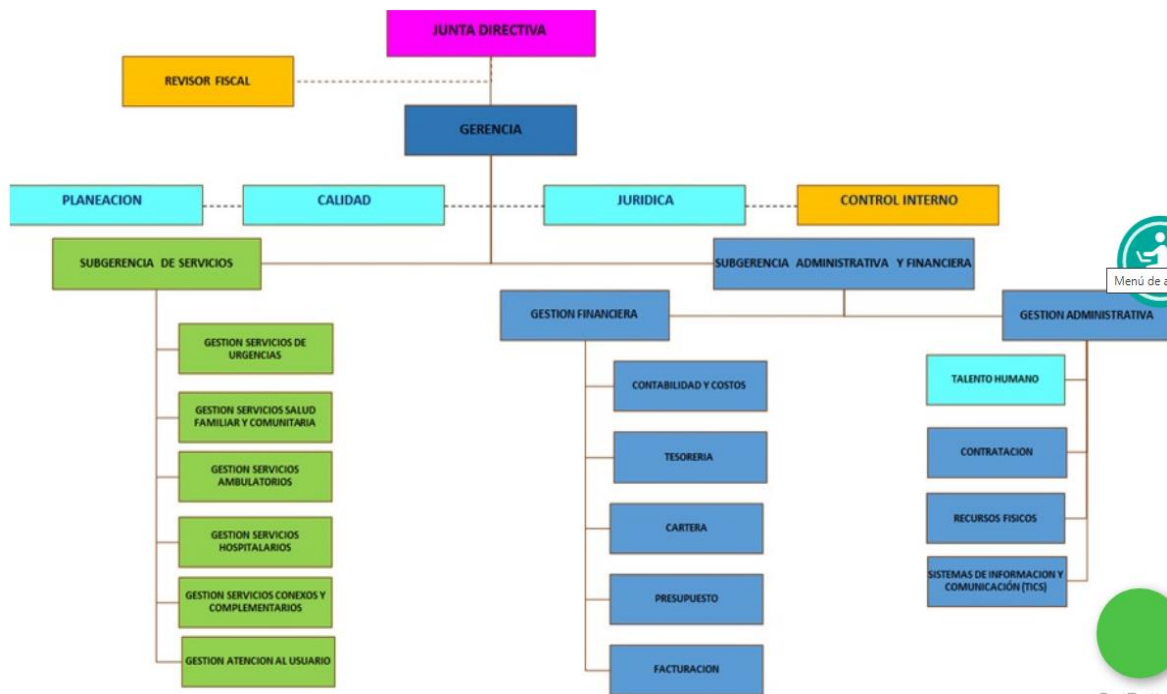 JUNTA DIRECTIVA
REVISOR FISCAL
GERENCIA
PLANEACION
CALIDAD
JURIDICA
CONTROL INTERNO
SUBGERENCIA DE SERVICIOS
SUBGERENCIA ADMINISTRATIVA Y FINANCIERA
Menú de a
GESTION FINANCIERA
GESTION ADMINISTRATIVA
GESTION SERVICIOS DE
URGENCIAS
GESTION SERVICIOS SALUD
FAMILIAR Y COMUNITARIA
GESTION SERVICIOS
AMBULATORIOS
GESTION SERVICIOS
HOSPITALARIOS
GESTION SERVICIOS CONEXOS Y
COMPLEMENTARIOS
GESTION ATENCION AL USUARIO
CONTABILIDAD Y COSTOS
TESORERIA
CARTERA
PRESUPUESTO
FACTURACION
TALENTO HUMANO
CONTRATACION
RECURSOS FISICOS
SISTEMAS DE INFORMACION Y
COMUNICACIÓN (TICS)